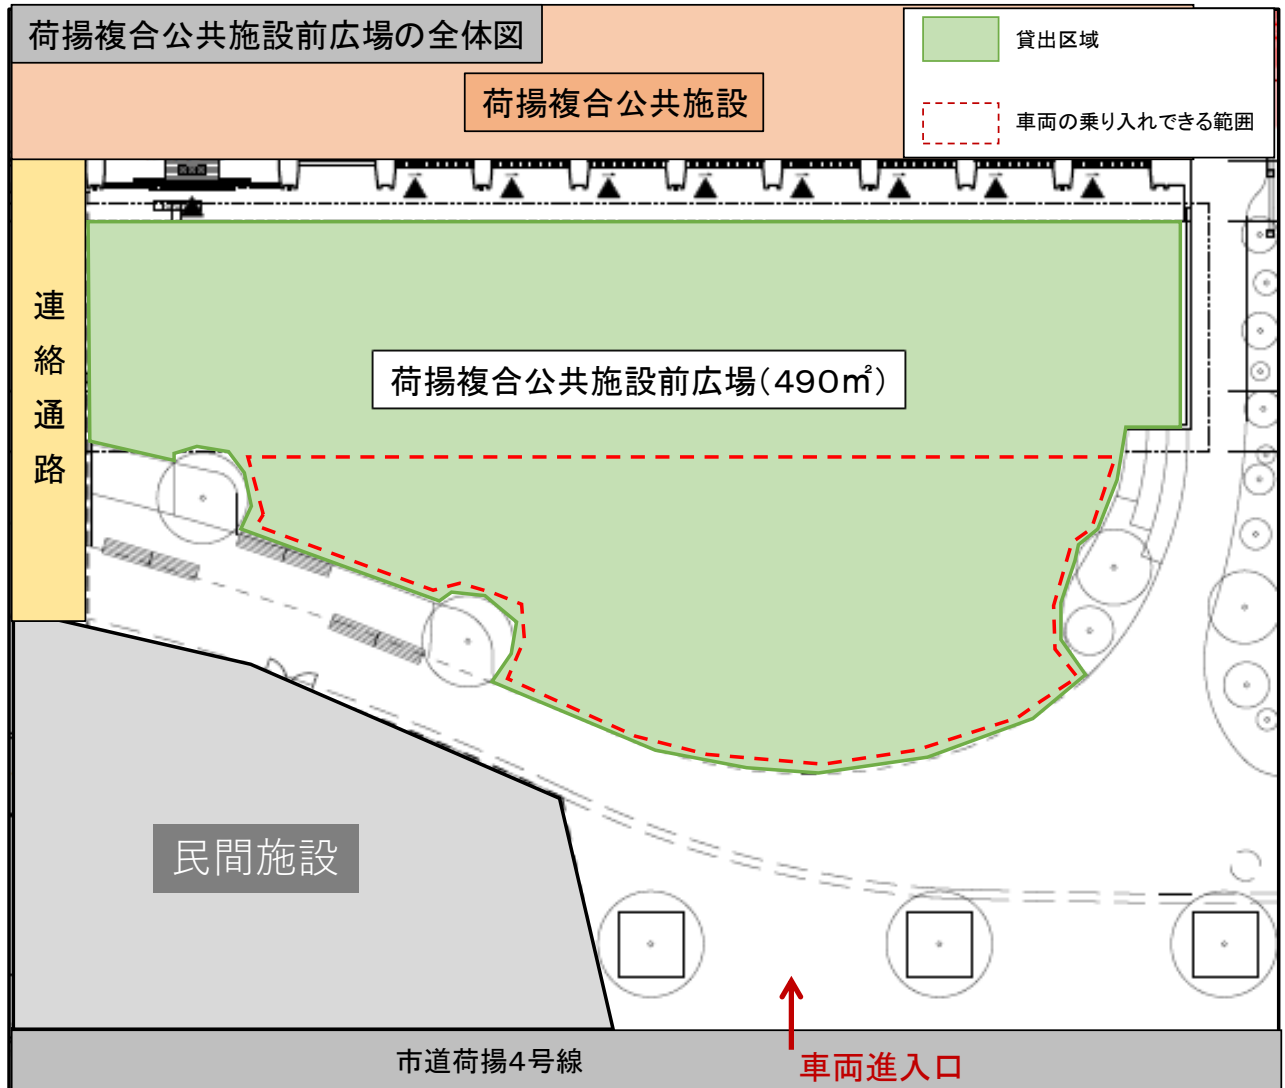 荷揚複合公共施設前広場の全体図
貸出区域
荷揚複合公共施設
車両の乗り入れできる範囲
連絡通路
荷揚複合公共施設前広場(490㎡)
民間施設
市道荷揚4号線
車両進入口